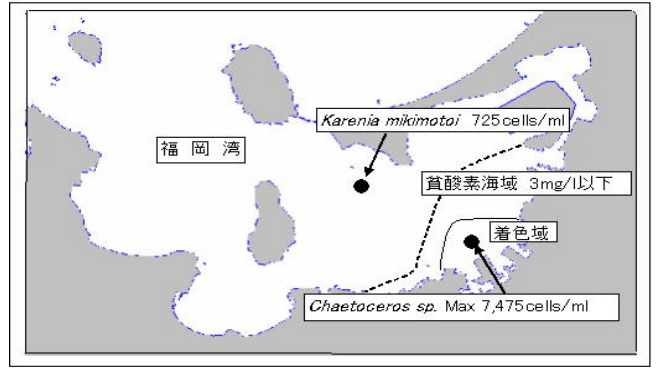 Karenia mikimotoi 725cells/ml
福岡湾
貧酸素海域 3mg/l以下
着色域
Chaetoceros sp. Max 7,475cells/ml